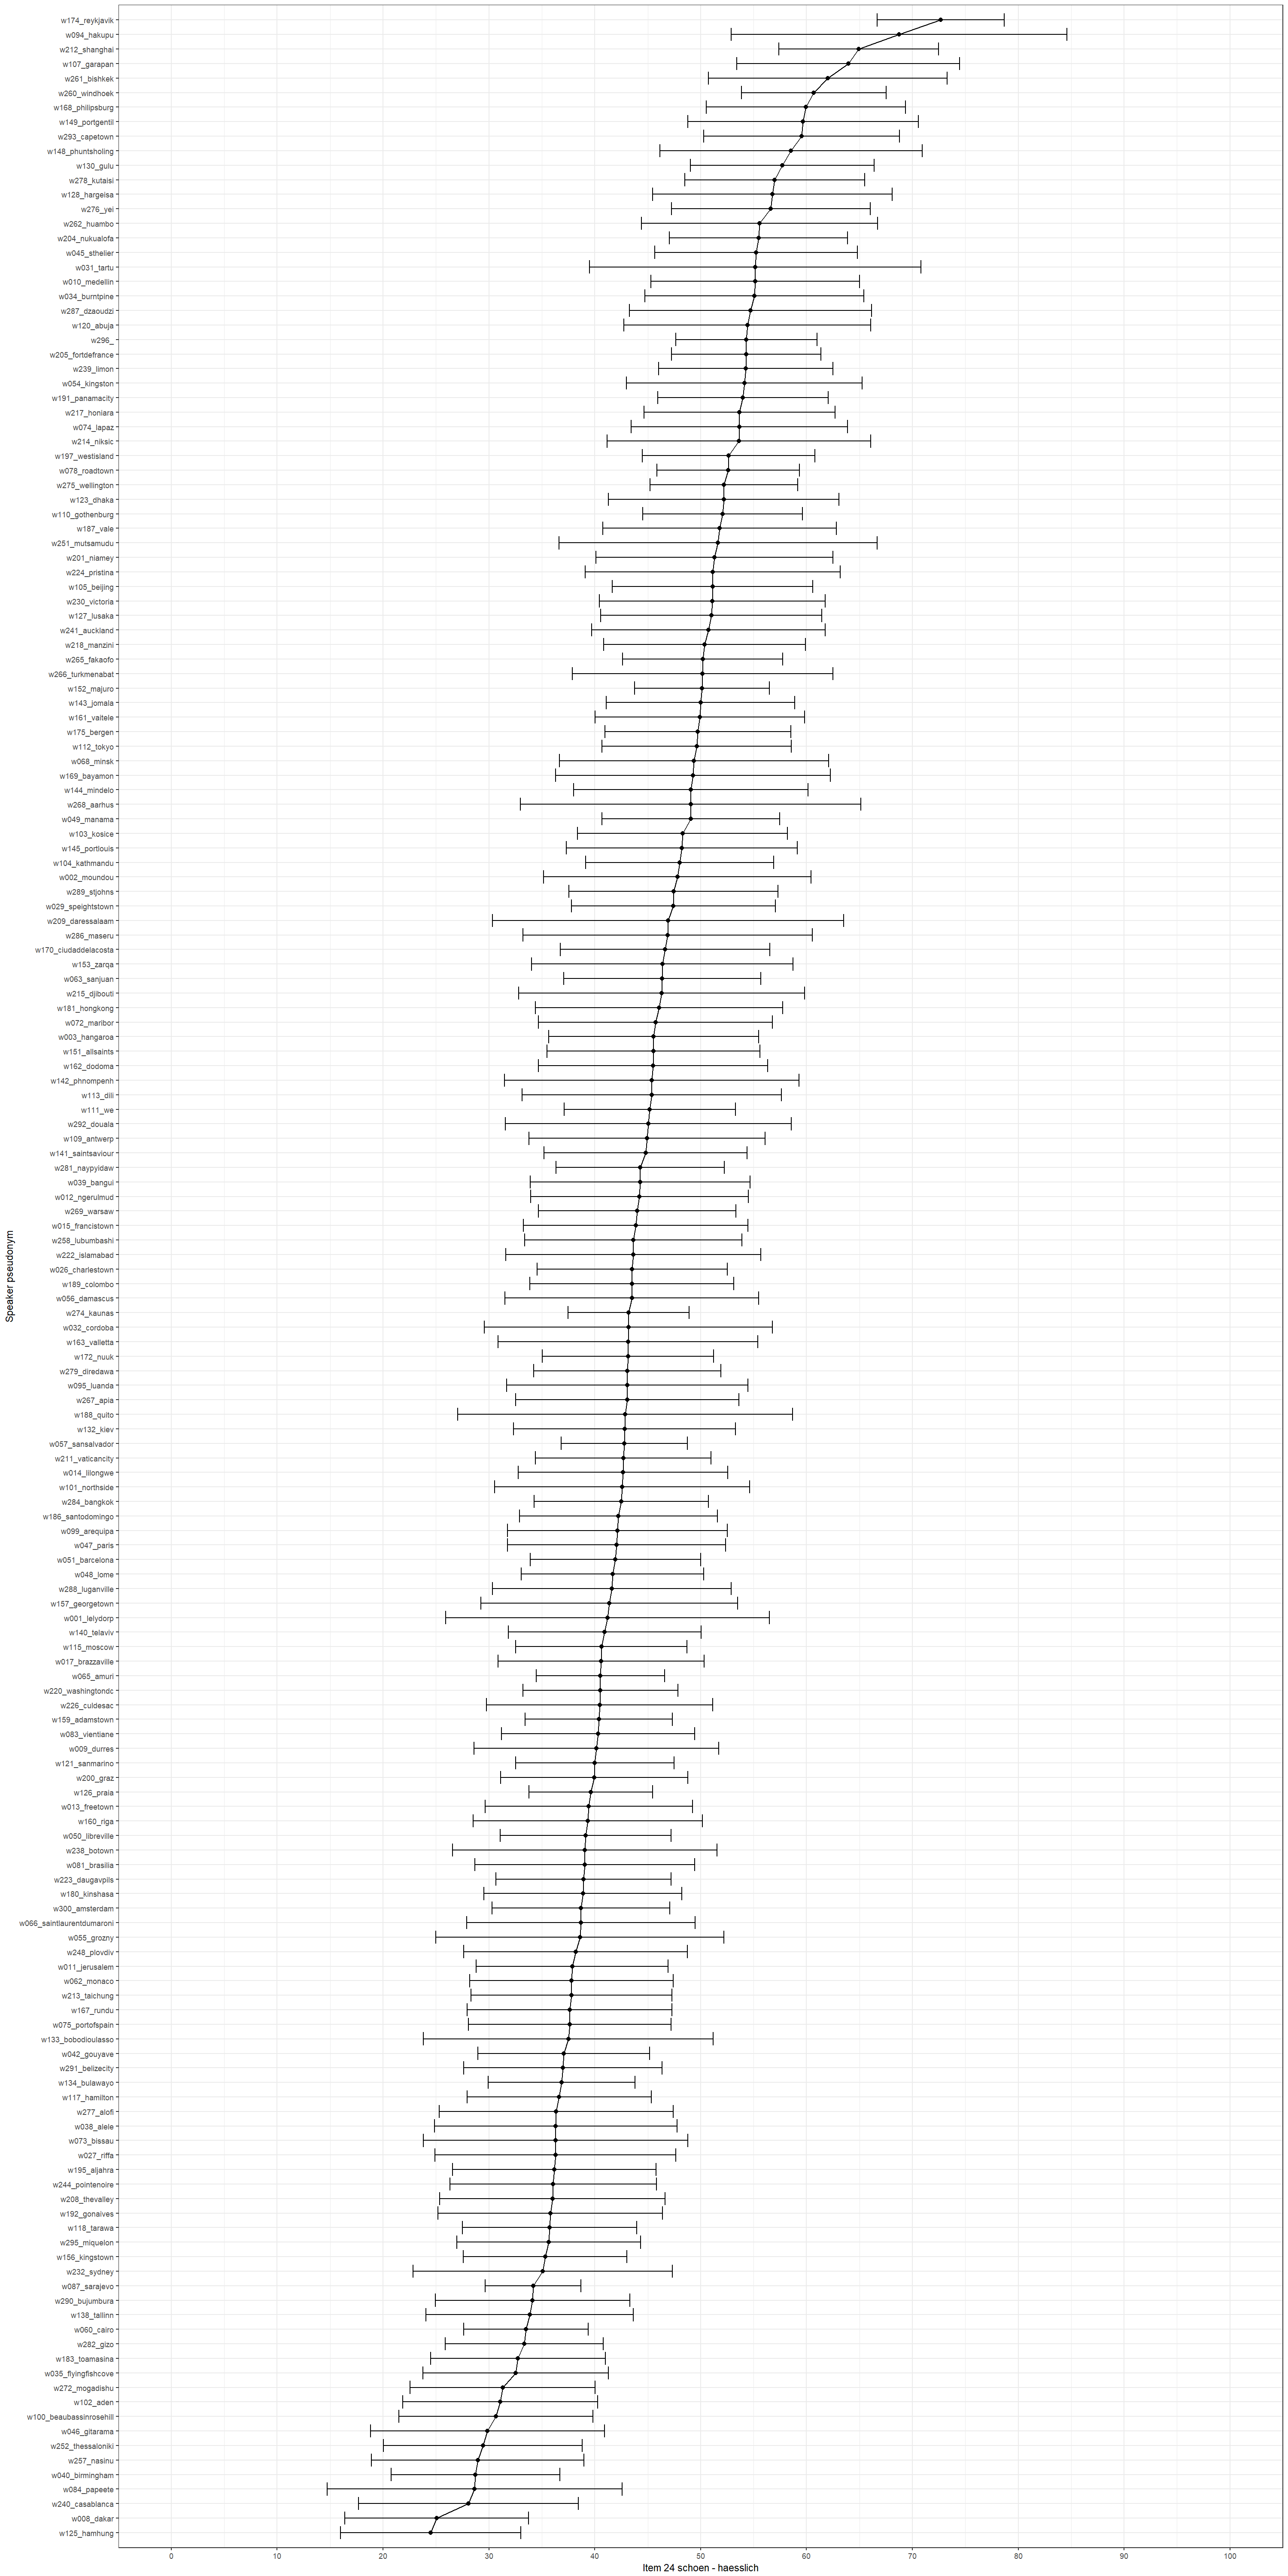 w174_reykjavik
w094_hakupu
w212_shanghai
w107_garapan
w261_bishkek
w260_windhoek
w168_philipsburg
w149_portgentil
w293_capetown
w148_phuntsholing
w130_gulu
w278_kutaisi
w128_hargeisa
w276_yei
w262_huambo
w204_nukualofa
w045_sthelier
w031_tartu
w010_medellin
w034_burntpine
w287_dzaoudzi
w120_abuja
w296_
w205_fortdefrance
w239_limon
w054_kingston
w191_panamacity
w217_honiara
w074_lapaz
w214_niksic
w197_westisland
w078_roadtown
w275_wellington
w123_dhaka
w110_gothenburg
w187_vale
w251_mutsamudu
w201_niamey
w224_pristina
w105_beijing
w230_victoria
w127_lusaka
w241_auckland
w218_manzini
w265_fakaofo
w266_turkmenabat
w152_majuro
w143_jomala
w161_vaitele
w175_bergen
w112_tokyo
w068_minsk
w169_bayamon
w144_mindelo
w268_aarhus
w049_manama
w103_kosice
w145_portlouis
w104_kathmandu
w002_moundou
w289_stjohns
w029_speightstown
w209_daressalaam
w286_maseru
w170_ciudaddelacosta
w153_zarqa
w063_sanjuan
w215_djibouti
w181_hongkong
w072_maribor
w003_hangaroa
w151_allsaints
w162_dodoma
w142_phnompenh
w113_dili
w111_we
w292_douala
w109_antwerp
w141_saintsaviour
w281_naypyidaw
w039_bangui
w012_ngerulmud
w269_warsaw
w015_francistown
w258_lubumbashi
w222_islamabad
w026_charlestown
w189_colombo
w056_damascus
w274_kaunas
w032_cordoba
w163_valletta
w172_nuuk
w279_diredawa
w095_luanda
w267_apia
w188_quito
w132_kiev
w057_sansalvador
w211_vaticancity
w014_lilongwe
w101_northside
w284_bangkok
w186_santodomingo
w099_arequipa
w047_paris
w051_barcelona
w048_lome
w288_luganville
w157_georgetown
w001_lelydorp
w140_telaviv
w115_moscow
w017_brazzaville
w065_amuri
w220_washingtondc
w226_culdesac
w159_adamstown
w083_vientiane
w009_durres
w121_sanmarino
w200_graz
w126_praia
w013_freetown
w160_riga
w050_libreville
w238_botown
w081_brasilia
w223_daugavpils
w180_kinshasa
w300_amsterdam
w066_saintlaurentdumaroni
w055_grozny
w248_plovdiv
w011_jerusalem
w062_monaco
w213_taichung
w167_rundu
w075_portofspain
w133_bobodioulasso
w042_gouyave
w291_belizecity
w134_bulawayo
w117_hamilton
w277_alofi
w038_alele
w073_bissau
w027_riffa
w195_aljahra
w244_pointenoire
w208_thevalley
w192_gonaives
w118_tarawa
w295_miquelon
w156_kingstown
w232_sydney
w087_sarajevo
w290_bujumbura
w138_tallinn
w060_cairo
w282_gizo
w183_toamasina
w035_flyingfishcove
w272_mogadishu
w102_aden
w100_beaubassinrosehill
w046_gitarama
w252_thessaloniki
w257_nasinu
w040_birmingham
w084_papeete
w240_casablanca
w008_dakar
w125_hamhung
Speaker pseudonym
0 10 20 30 40 50 60 70 80 90 100
Item 24 schoen - haesslich